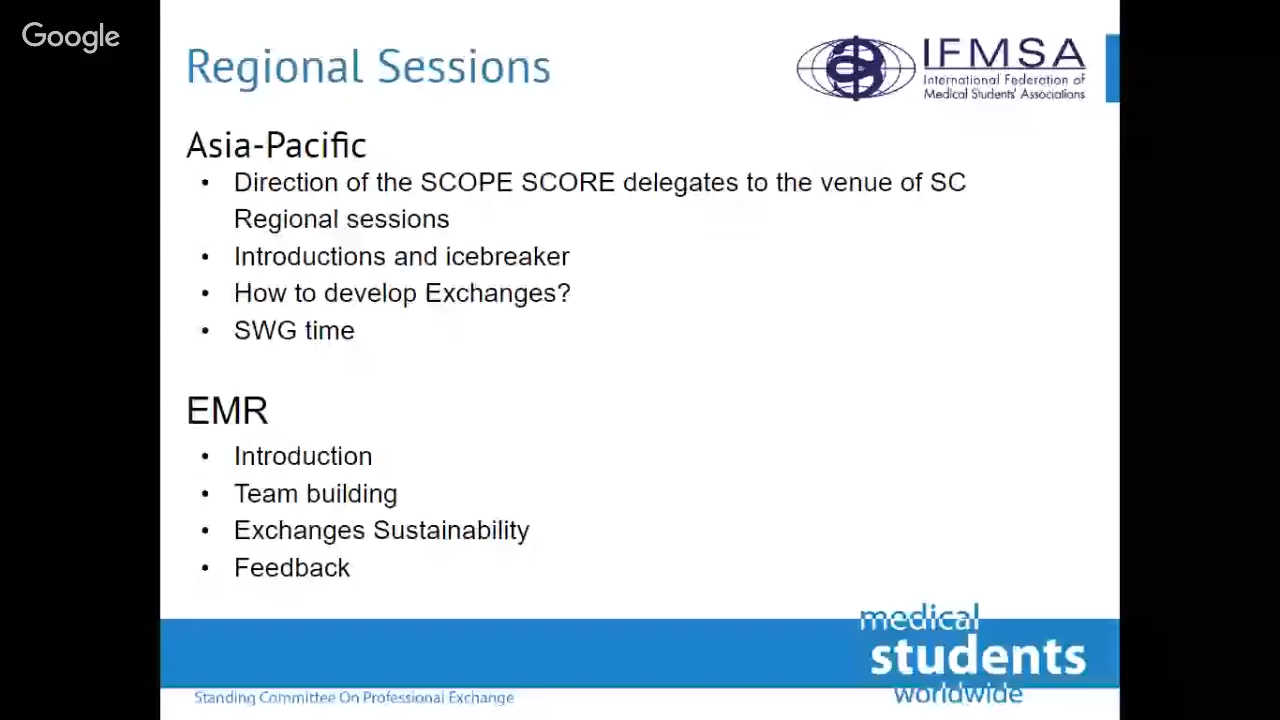 Google
Regional Sessions
IFMSA
International Federation of
Medical Students' Associations
Asia-Pacific
• Direction of the SCOPE SCORE delegates to the venue of SC
Regional sessions
• Introductions and icebreaker
• How to develop Exchanges?
• SWG time
EMR
• Introduction
• Team building
• Exchanges Sustainability
• Feedback
medical
students
worldwide
Standing Committee On Professional Exchange